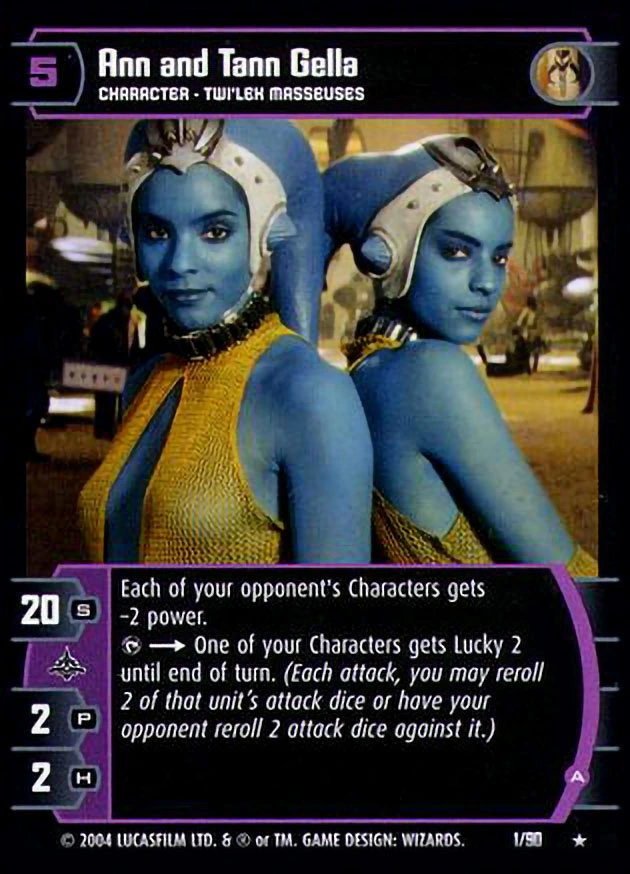 5
Ann and Tann Gella
CHARACTER - TWI'LEK MASSEUSES
20 S
2 P
2 H
Each of your opponent's Characters gets
-2 power.
→ One of your Characters gets Lucky 2
until end of turn. (Each attack, you may reroll
2 of that unit's attack dice or have your
opponent reroll 2 attack dice against it.)
A
© 2004 LUCASFILM LTD. & ® or TM. GAME DESIGN: WIZARDS. 1/90 ★